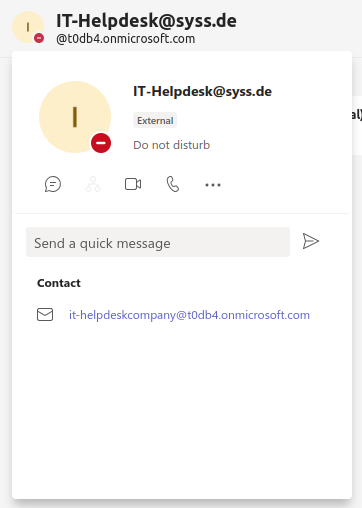 I
IT-Helpdesk@syss.de
@t0db4.onmicrosoft.com
I
IT-Helpdesk@syss.de
External
Do not disturb
al)
Send a quick message
Contact
it-helpdeskcompany@t0db4.onmicrosoft.com